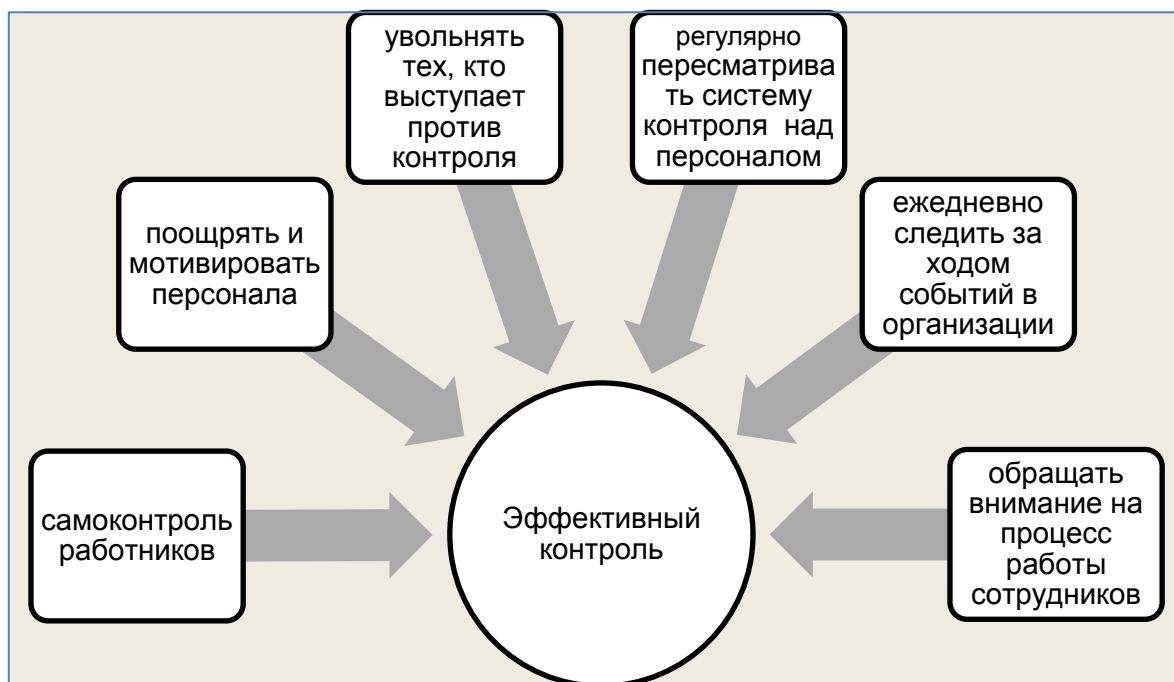 самоконтроль
работников
поощрять и
мотивировать
персонала
увольнять
тех, кто
выступает
против
контроля
регулярно
пересматрива
ть систему
контроля над
персоналом
ежедневно
следить за
ходом
событий в
организации
обращать
внимание на
процесс
работы
сотрудников
Эффективный
контроль